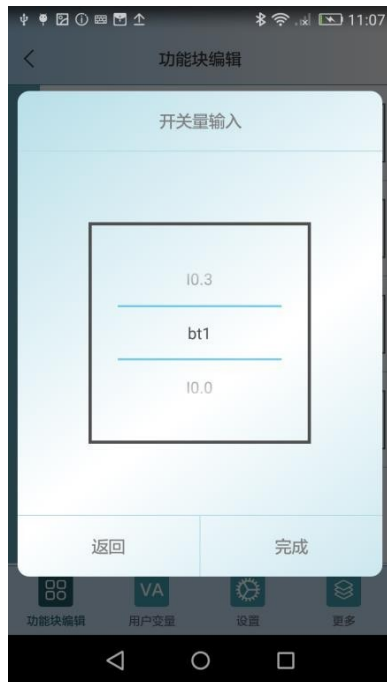 11:07
功能块编辑
开关量输入
I0.3
bt1
I0.0
返回
完成
功能块编辑
VA
用户变量
设置
更多